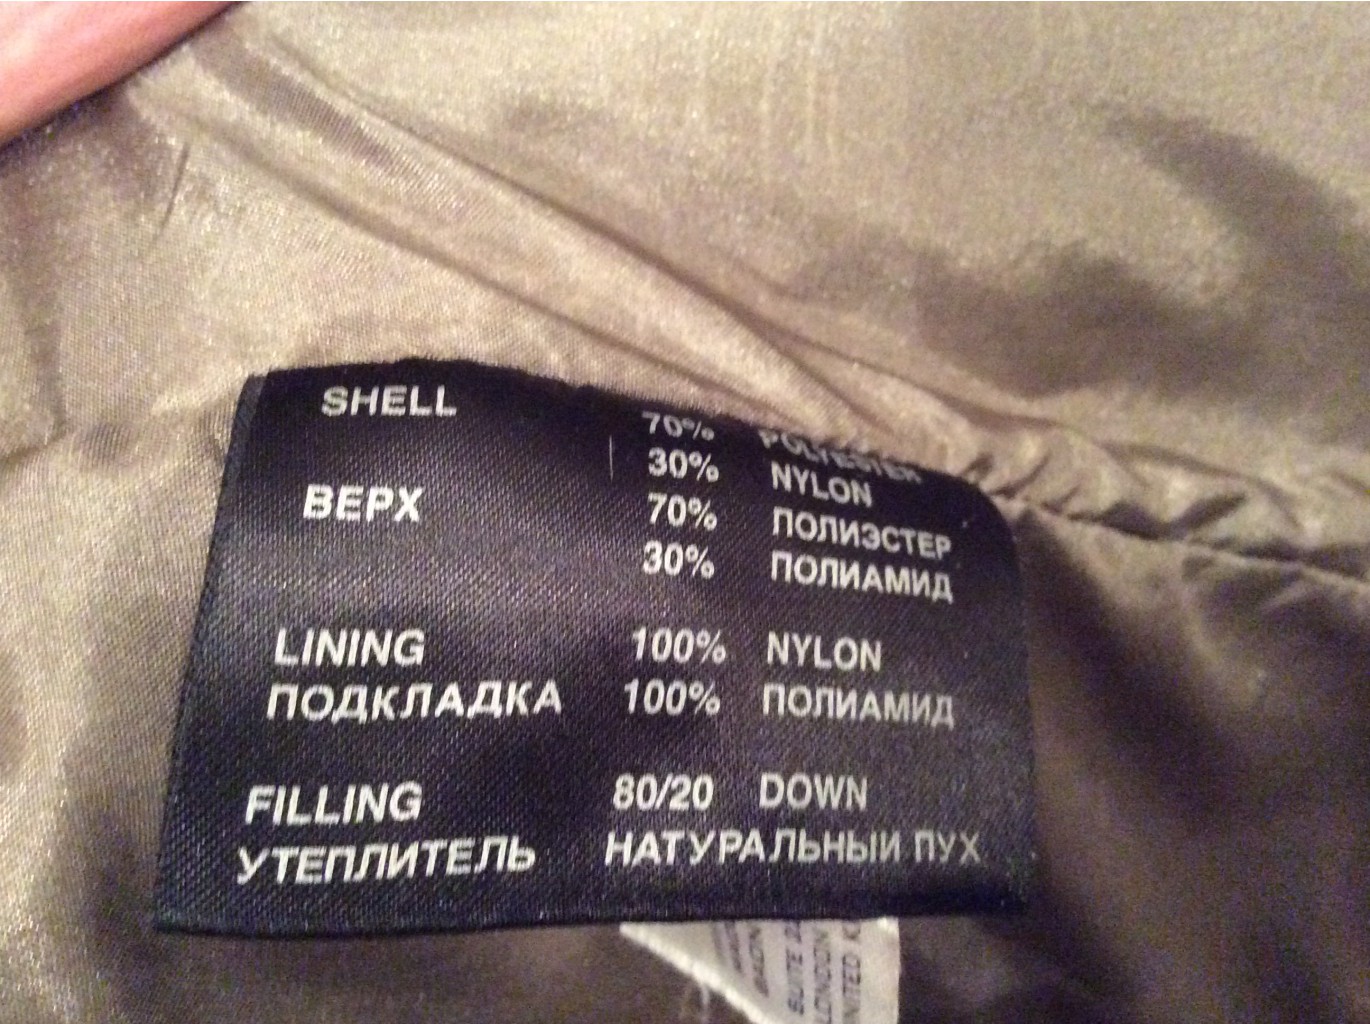 SHELL 70% POLYESTER
30% NYLON
ВЕРХ 70% ПОЛИЭСТЕР
30% ПОЛИАМИД
LINING 100% NYLON
ПОДКЛАДКА 100% ПОЛИАМИД
FILLING 80/20 DOWN
УТЕПЛИТЕЛЬ НАТУРАЛЬНЫЙ ПУХ
SUITE
LONDON